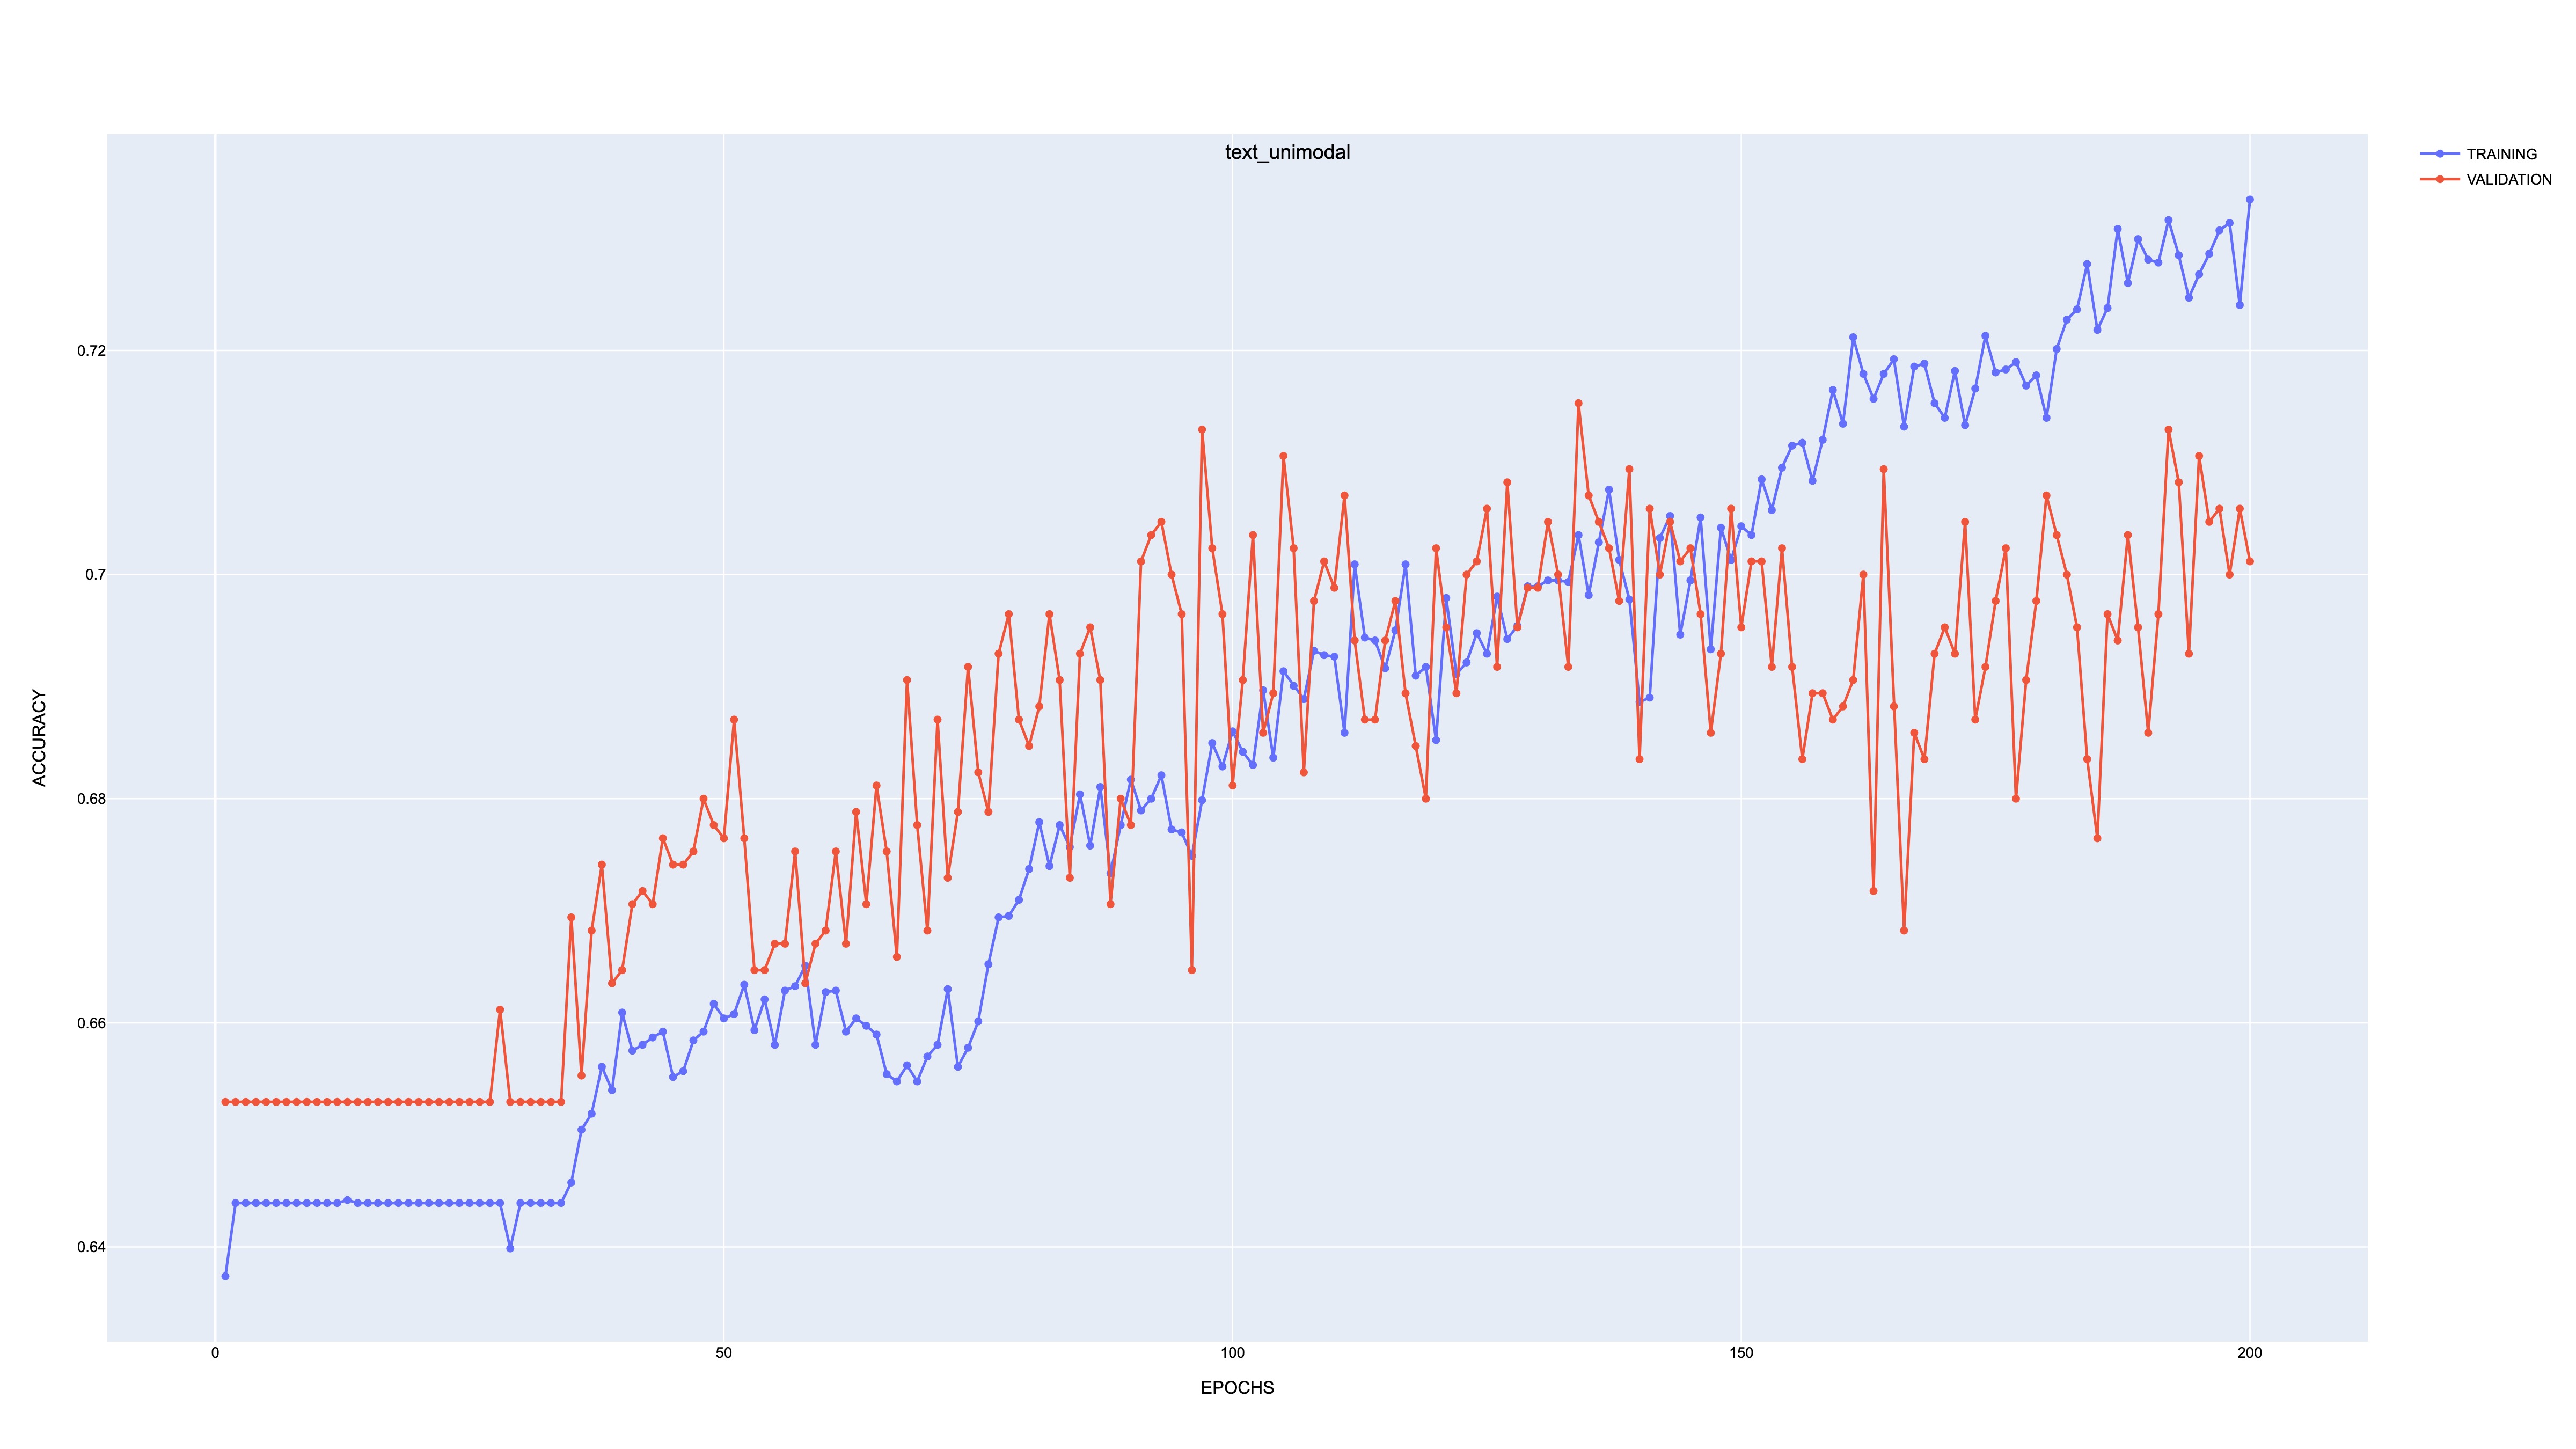 text_unimodal
TRAINING
VALIDATION
0.72
0.7
0.68
0.66
0.64
ACCURACY
0 50 100 150 200
EPOCHS